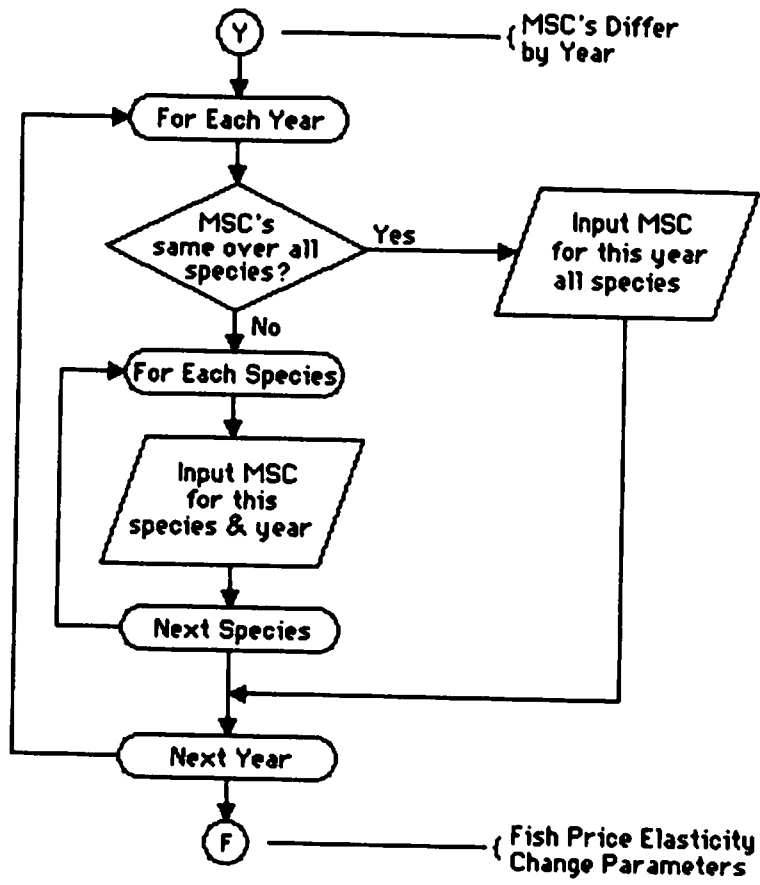 Y
MSC's Differ
by Year
For Each Year
MSC's
same over all
species?
Yes
Input MSC
for this year
all species
No
For Each Species
Input MSC
for this
species & year
Next Species
Next Year
F
Fish Price Elasticity
Change Parameters